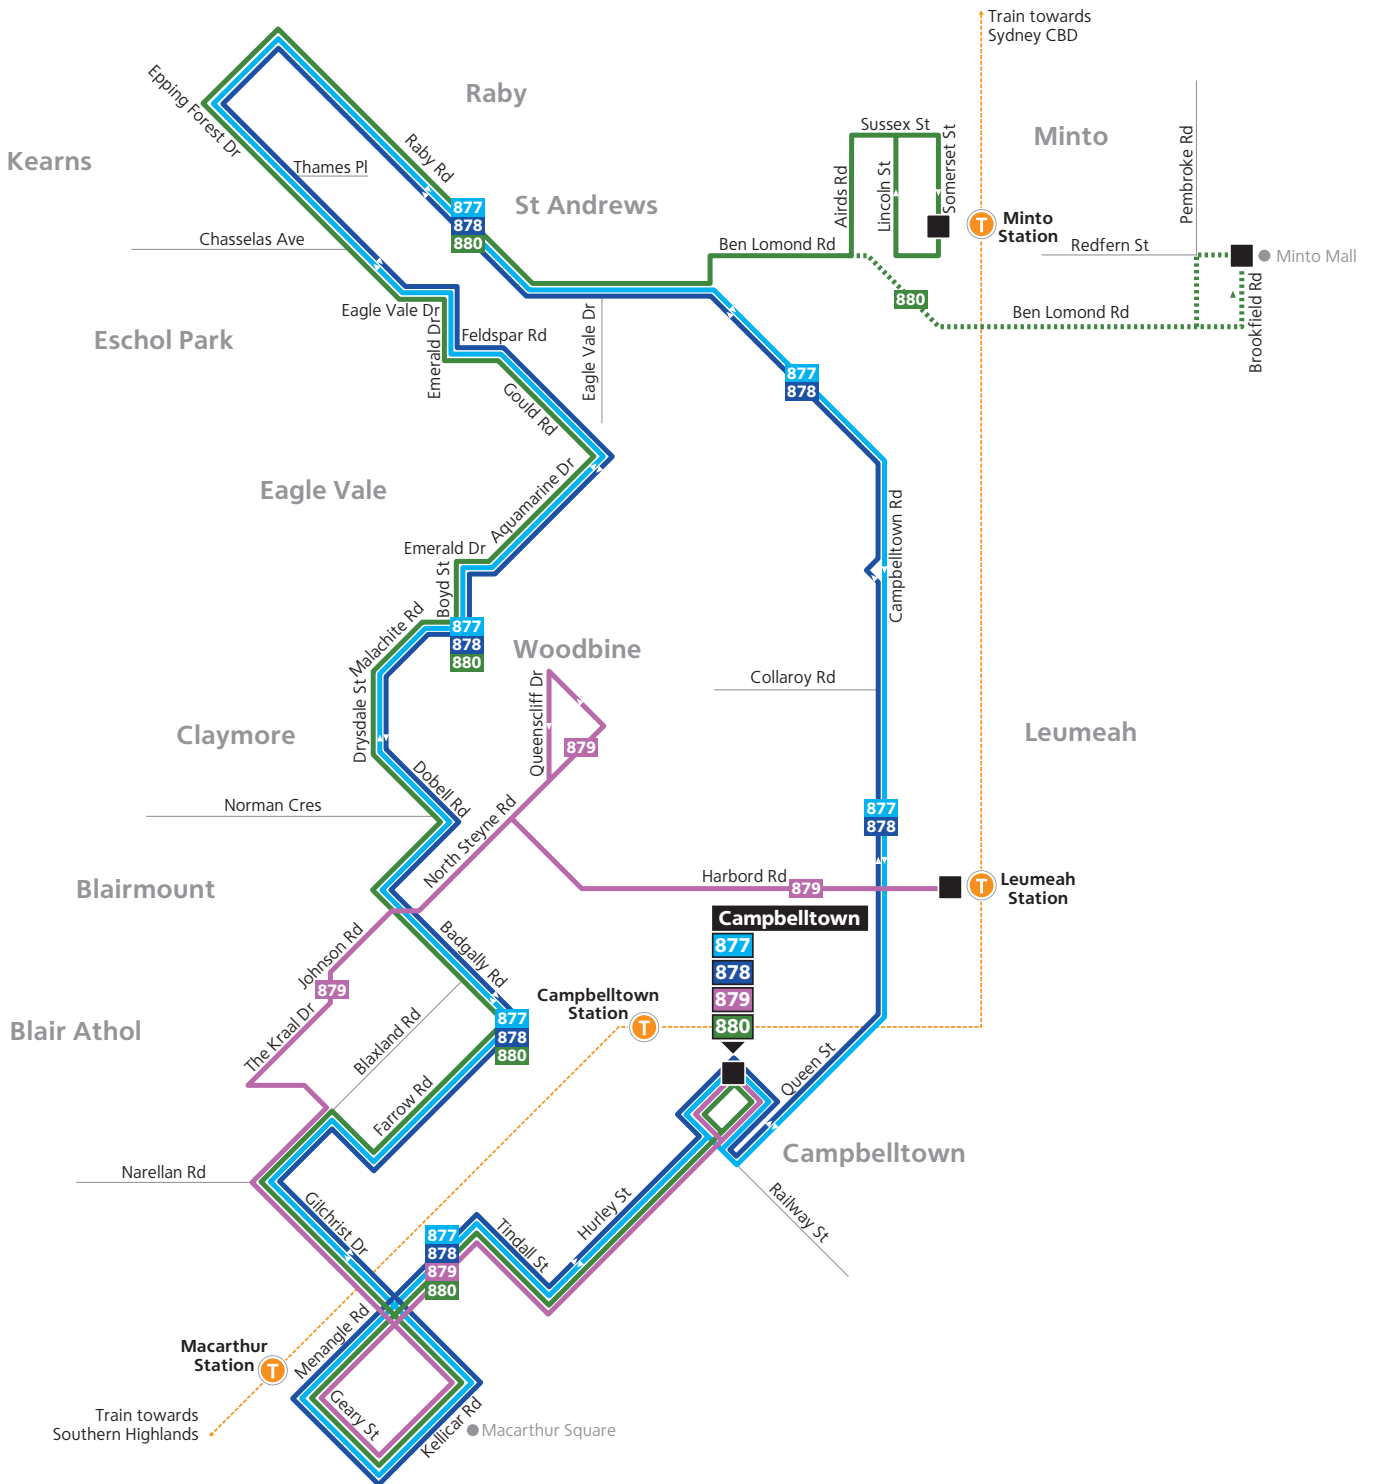 Train towards
Sydney CBD
Raby
Epping Forest Dr
Kearns
Raby Rd
Thames Pl
Sussex St
Minto
Airds Rd
Lincoln St
Somerset St
Pembroke Rd
877
878
880
St Andrews
T
Minto
Station
Chasselas Ave
Ben Lomond Rd
Redfern St
Minto Mall
880
Ben Lomond Rd
Brookfield Rd
Eagle Vale Dr
Eschol Park
Emerald Dr
Feldspar Rd
Eagle Vale Dr
Gould Rd
877
878
Eagle Vale
Aquamarine Dr
Campbelltown Rd
Emerald Dr
Boyd St
Malachite Rd
877
878
880
Woodbine
Queenscliff Dr
Collaroy Rd
Drysdale St
Claymore
879
Leumeah
Dobell Rd
Norman Cres
North Steyne Rd
877
878
Blairmount
Harbord Rd
879
T
Leumeah
Station
Campbelltown
877
878
879
880
Johnson Rd
Badgally Rd
879
Campbelltown
Station
T
Blair Athol
The Kraal Dr
Blaxland Rd
877
878
880
Farrow Rd
Queen St
Campbelltown
Narellan Rd
Gilchrist Dr
Hurley St
Railway St
Tindall St
877
878
879
880
Menangle Rd
Macarthur
Station
T
Geary St
Kellicar Rd
Train towards
Southern Highlands
Macarthur Square